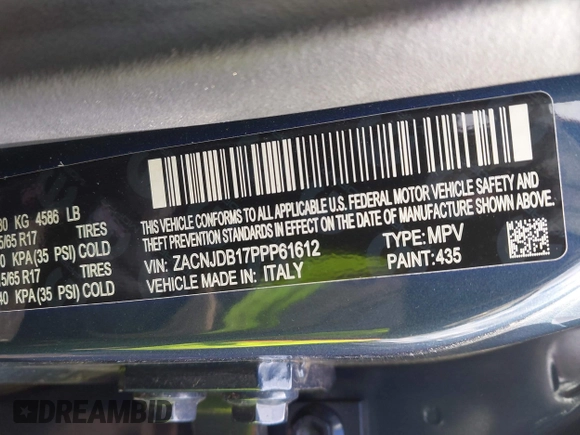 80 KG 4586 LB
5/65 R17 TIRES
0 KPA(35 PSI) COLD
5/65 R17 TIRES
40 KPA(35 PSI) COLD
THIS VEHICLE CONFORMS TO ALL APPLICABLE U.S. FEDERAL MOTOR VEHICLE SAFETY AND
THEFT PREVENTION STANDARDS IN EFFECT ON THE DATE OF MANUFACTURE SHOWN ABOVE.
VIN: ZACNJDB17PPP61612 TYPE: MPV
VEHICLE MADE IN: ITALY PAINT: 435
DREAMBID